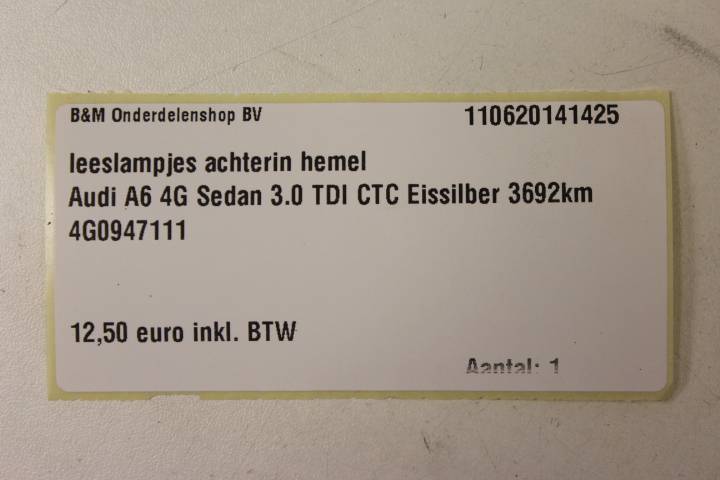 B&M Onderdelenshop BV 110620141425
leeslampjes achterin hemel
Audi A6 4G Sedan 3.0 TDI CTC Eissilber 3692km
4G0947111
12,50 euro inkl. BTW
Aantal: 1